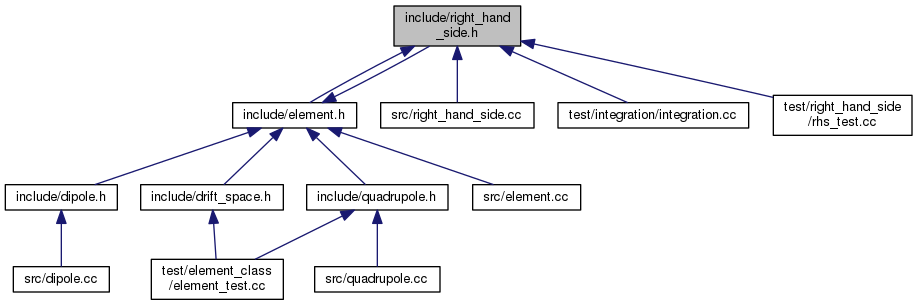 include/right_hand
_side.h
include/element.h
src/right_hand_side.cc
test/integration/integration.cc
test/right_hand_side
/rhs_test.cc
include/dipole.h
include/drift_space.h
include/quadrupole.h
src/element.cc
src/dipole.cc
test/element_class
/element_test.cc
src/quadrupole.cc